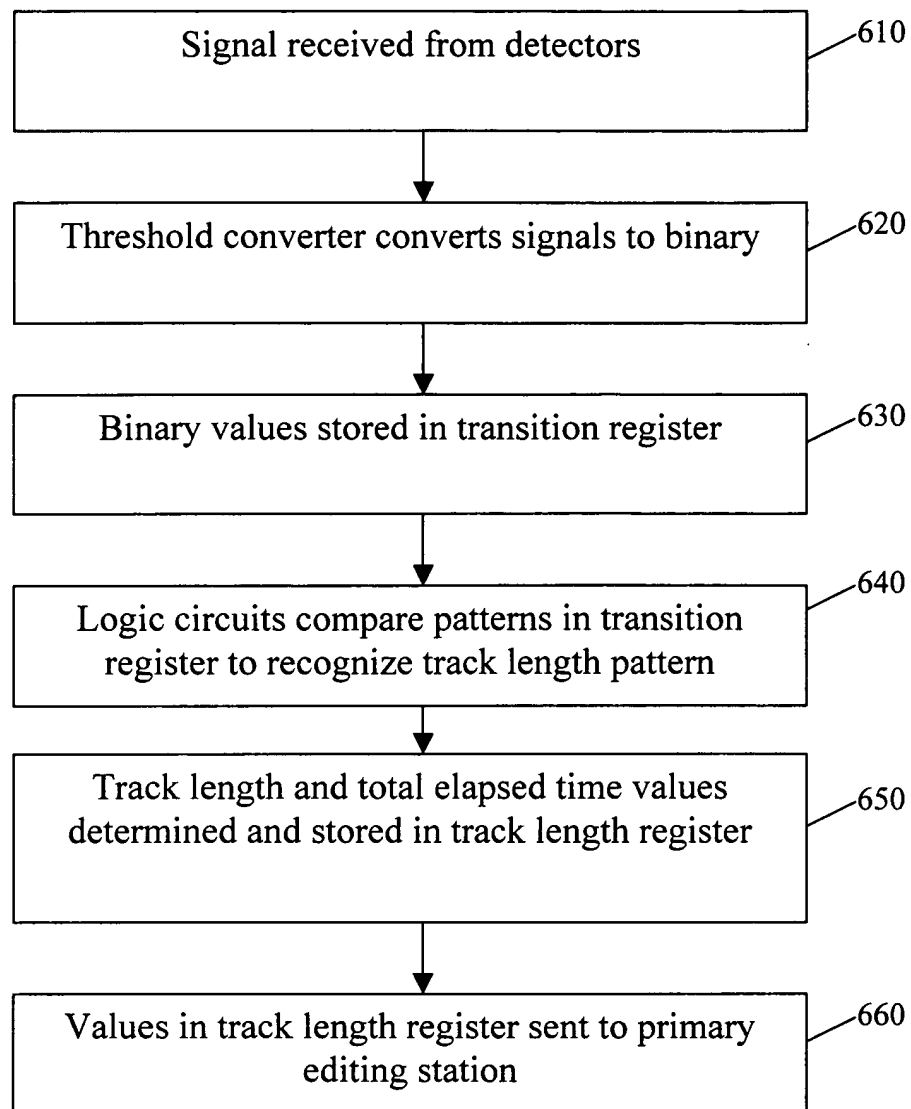 Signal received from detectors
610
Threshold converter converts signals to binary
620
Binary values stored in transition register
630
Logic circuits compare patterns in transition
register to recognize track length pattern
640
Track length and total elapsed time values
determined and stored in track length register
650
Values in track length register sent to primary
editing station
660